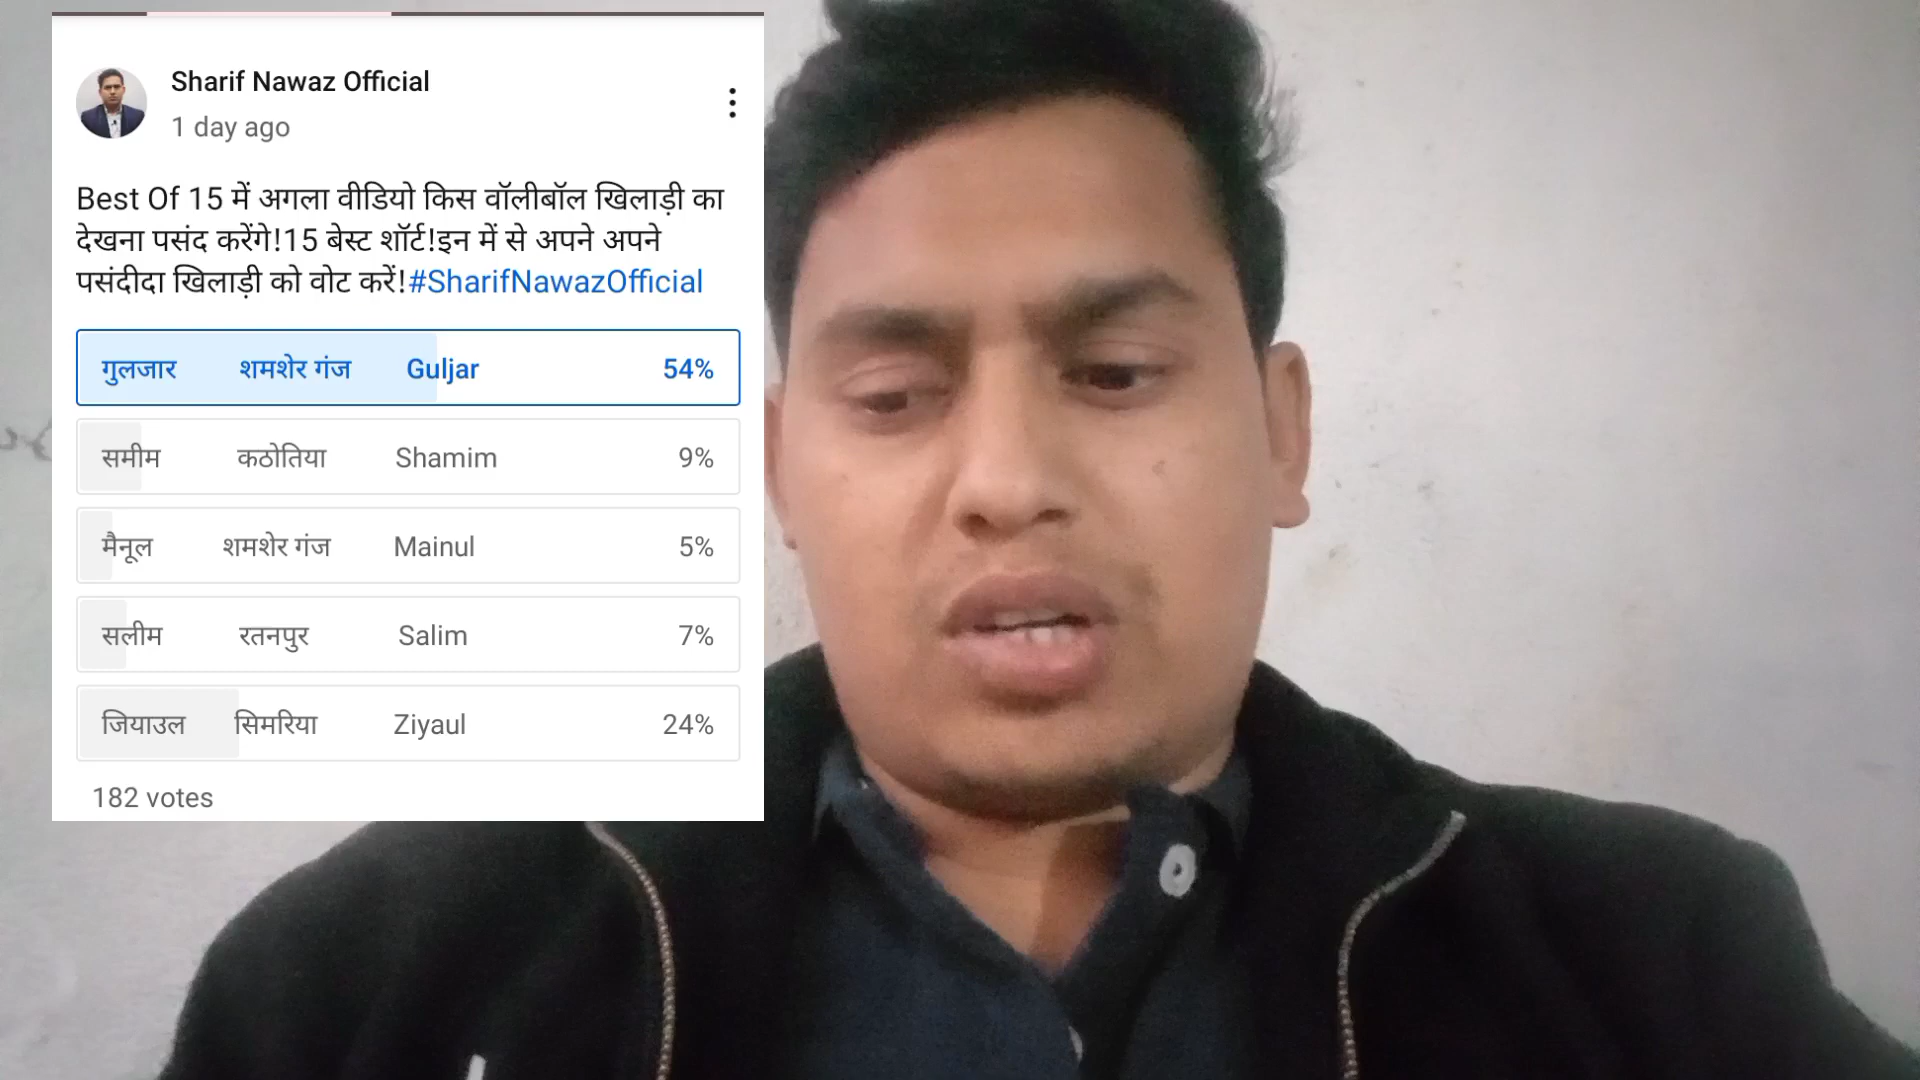 Sharif Nawaz Official
1 day ago
Best Of 15 में अगला वीडियो किस वॉलीबॉल खिलाड़ी का
देखना पसंद करेंगे!15 बेस्ट शॉर्ट!इन में से अपने अपने
पसंदीदा खिलाड़ी को वोट करें!#SharifNawazOfficial
गुलजार शमशेर गंज Guljar 54%
समीम कठोतिया Shamim 9%
मैनूल शमशेर गंज Mainul 5%
सलीम रतनपुर Salim 7%
जियाउल सिमरिया Ziyaul 24%
182 votes